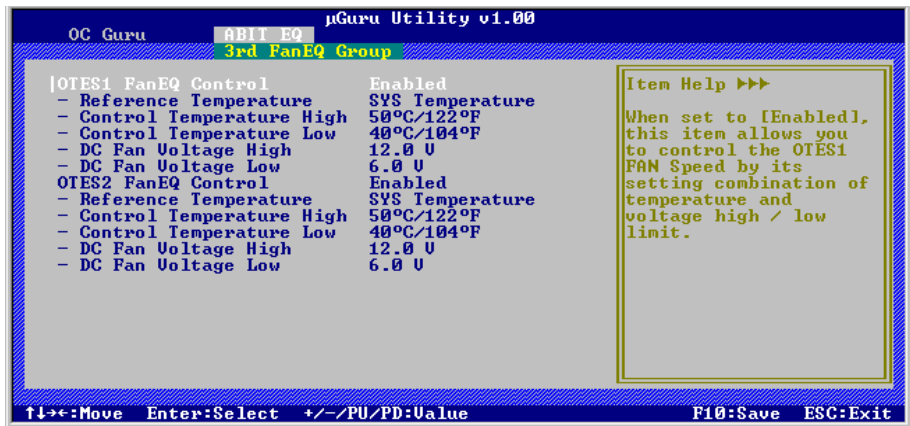 µGuru Utility v1.00
OC Guru ABIT EQ
3rd FanEQ Group
OTES1 FanEQ Control Enabled
- Reference Temperature SYS Temperature
- Control Temperature High 50ºC/122ºF
- Control Temperature Low 40ºC/104ºF
- DC Fan Voltage High 12.0 V
- DC Fan Voltage Low 6.0 V
OTES2 FanEQ Control Enabled
- Reference Temperature SYS Temperature
- Control Temperature High 50ºC/122ºF
- Control Temperature Low 40ºC/104ºF
- DC Fan Voltage High 12.0 V
- DC Fan Voltage Low 6.0 V
Item Help ►►►
When set to [Enabled],
this item allows you
to control the OTES1
FAN Speed by its
setting combination of
temperature and
voltage high / low
limit.
↑↓→←:Move Enter:Select +/-/PU/PD:Value F10:Save ESC:Exit